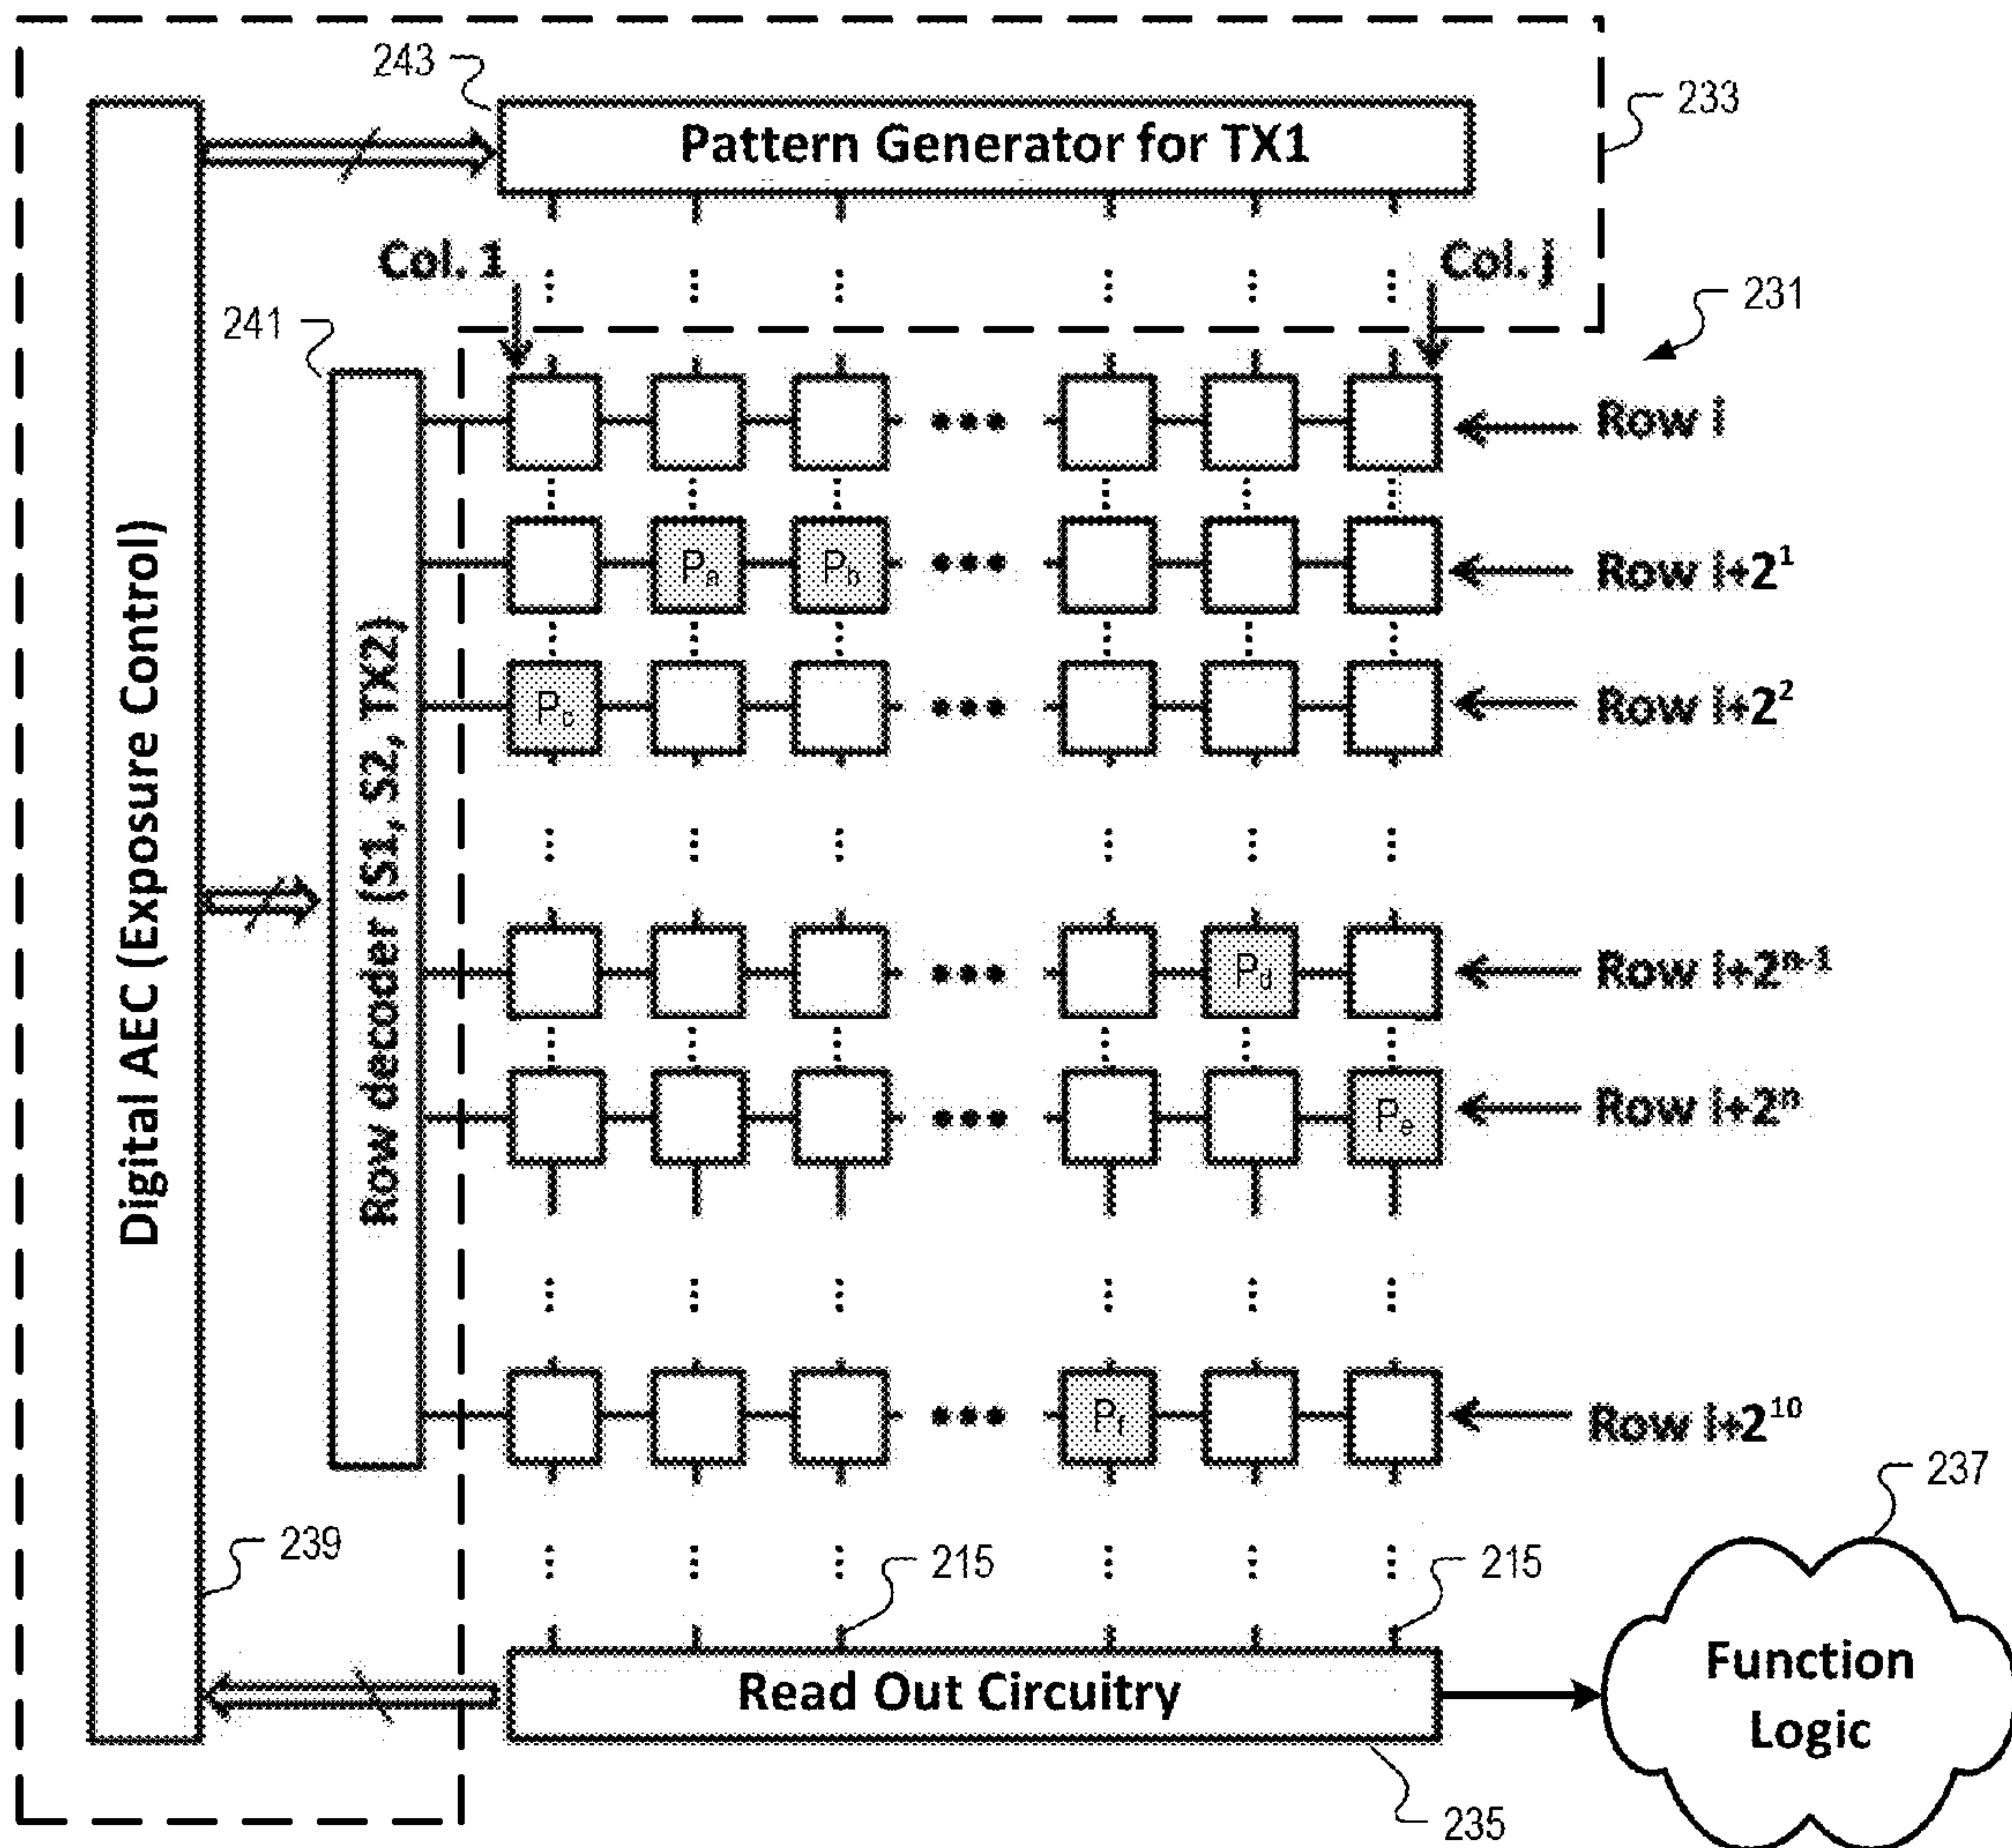 243
Pattern Generator for TX1
233
Col. 1
Col. j
231
241
Row i
Pa Pb
Row i+2¹
Pc
Row i+2²
Digital AEC (Exposure Control)
Row decoder (S1, S2, TX2)
Pd
Row i+2ⁿ⁻¹
Pe
Row i+2ⁿ
Pf
Row i+2¹⁰
237
239
215
215
Read Out Circuitry
Function
Logic
235